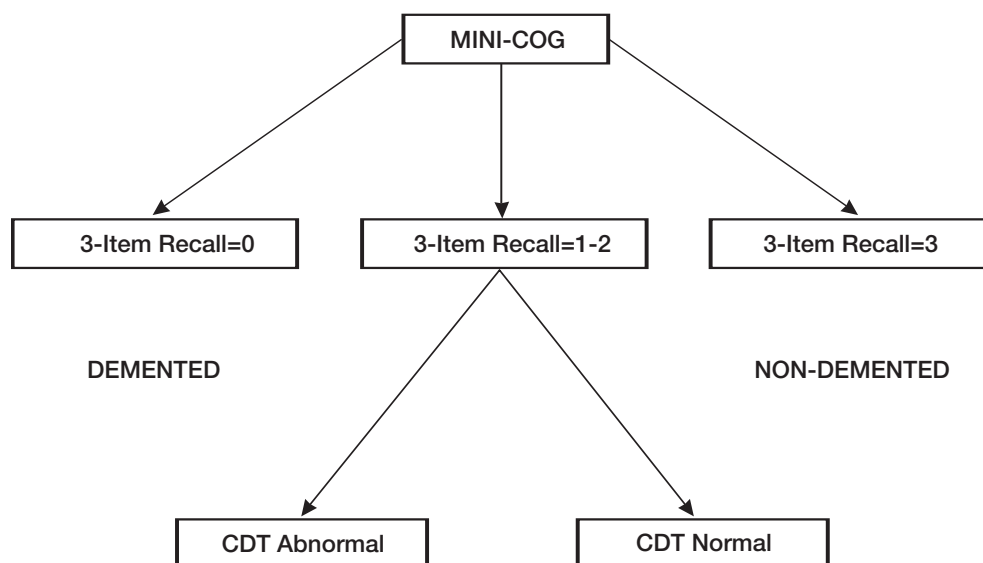 MINI-COG
3-Item Recall=0
3-Item Recall=1-2
3-Item Recall=3
DEMENTED
NON-DEMENTED
CDT Abnormal
CDT Normal